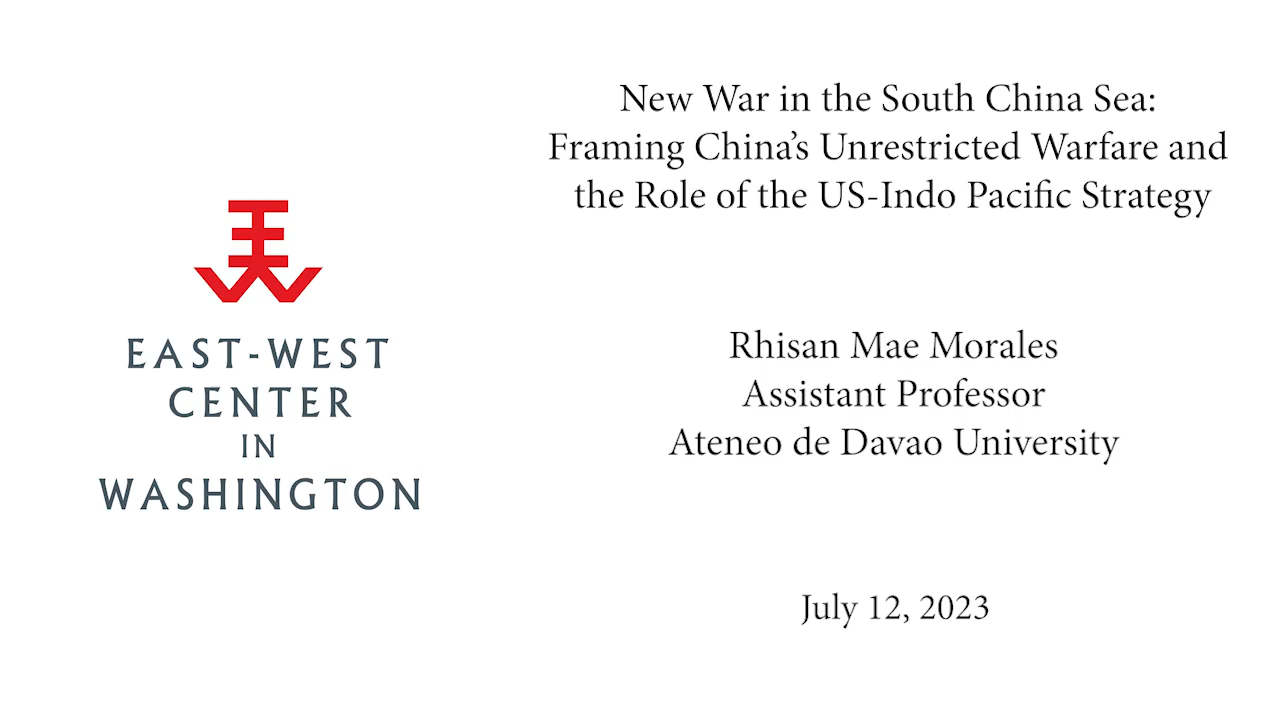 EAST-WEST
CENTER
IN
WASHINGTON
New War in the South China Sea:
Framing China’s Unrestricted Warfare and
the Role of the US-Indo Pacific Strategy
Rhisan Mae Morales
Assistant Professor
Ateneo de Davao University
July 12, 2023